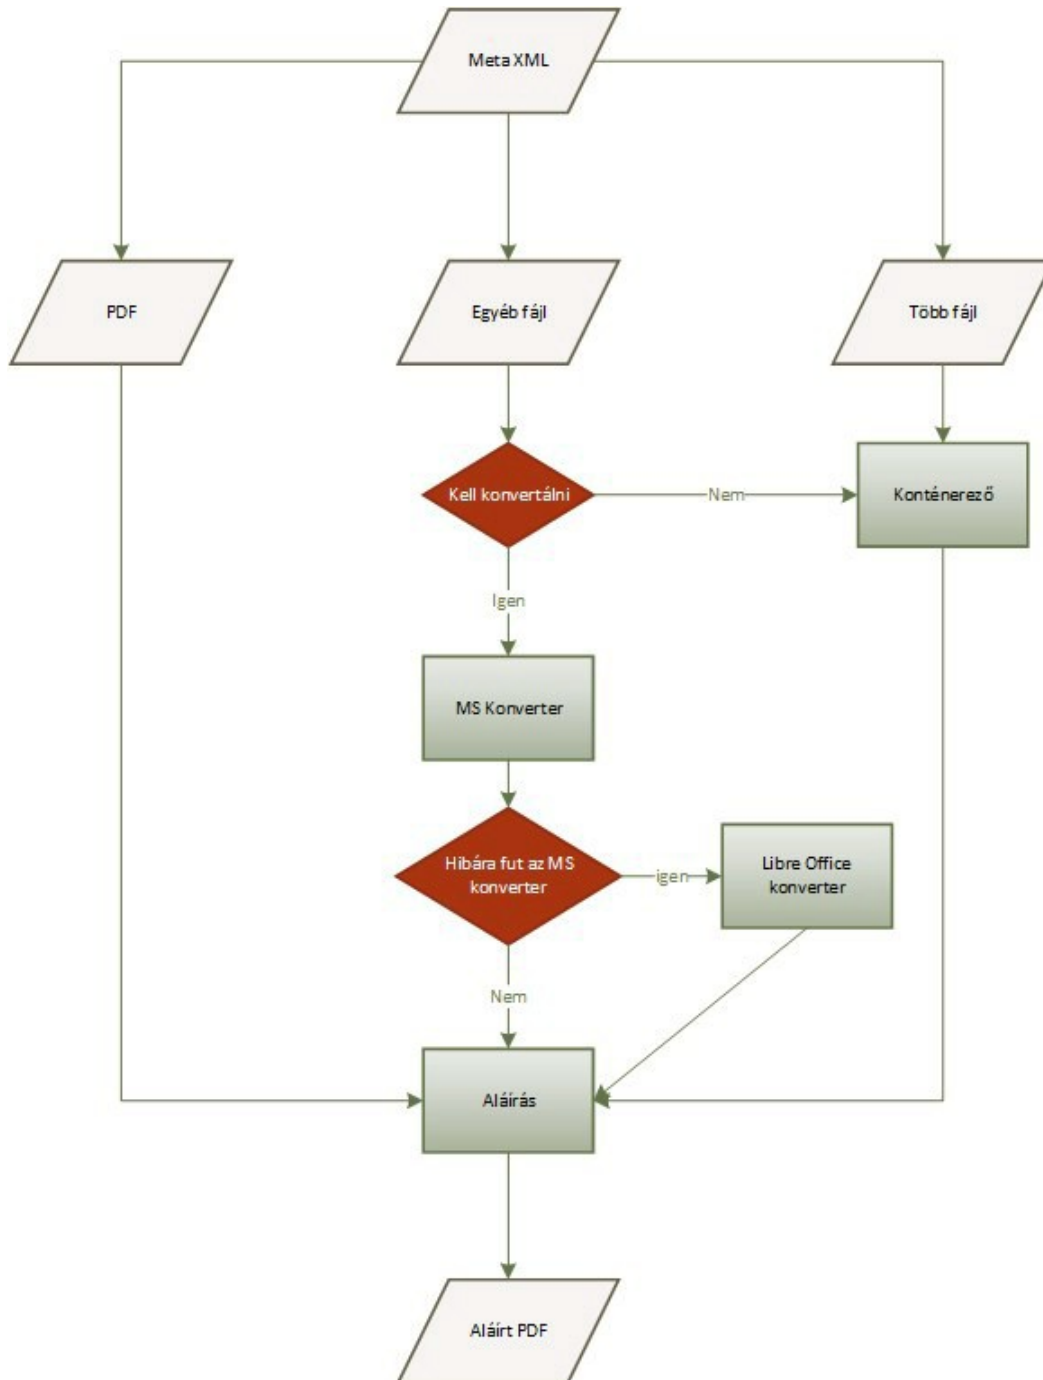 Meta XML
PDF
Egyéb fájl
Több fájl
Kell konvertálni
Nem
Konténerező
Igen
MS Konverter
Hibára fut az MS
konverter
igen
Libre Office
konverter
Nem
Aláírás
Aláírt PDF